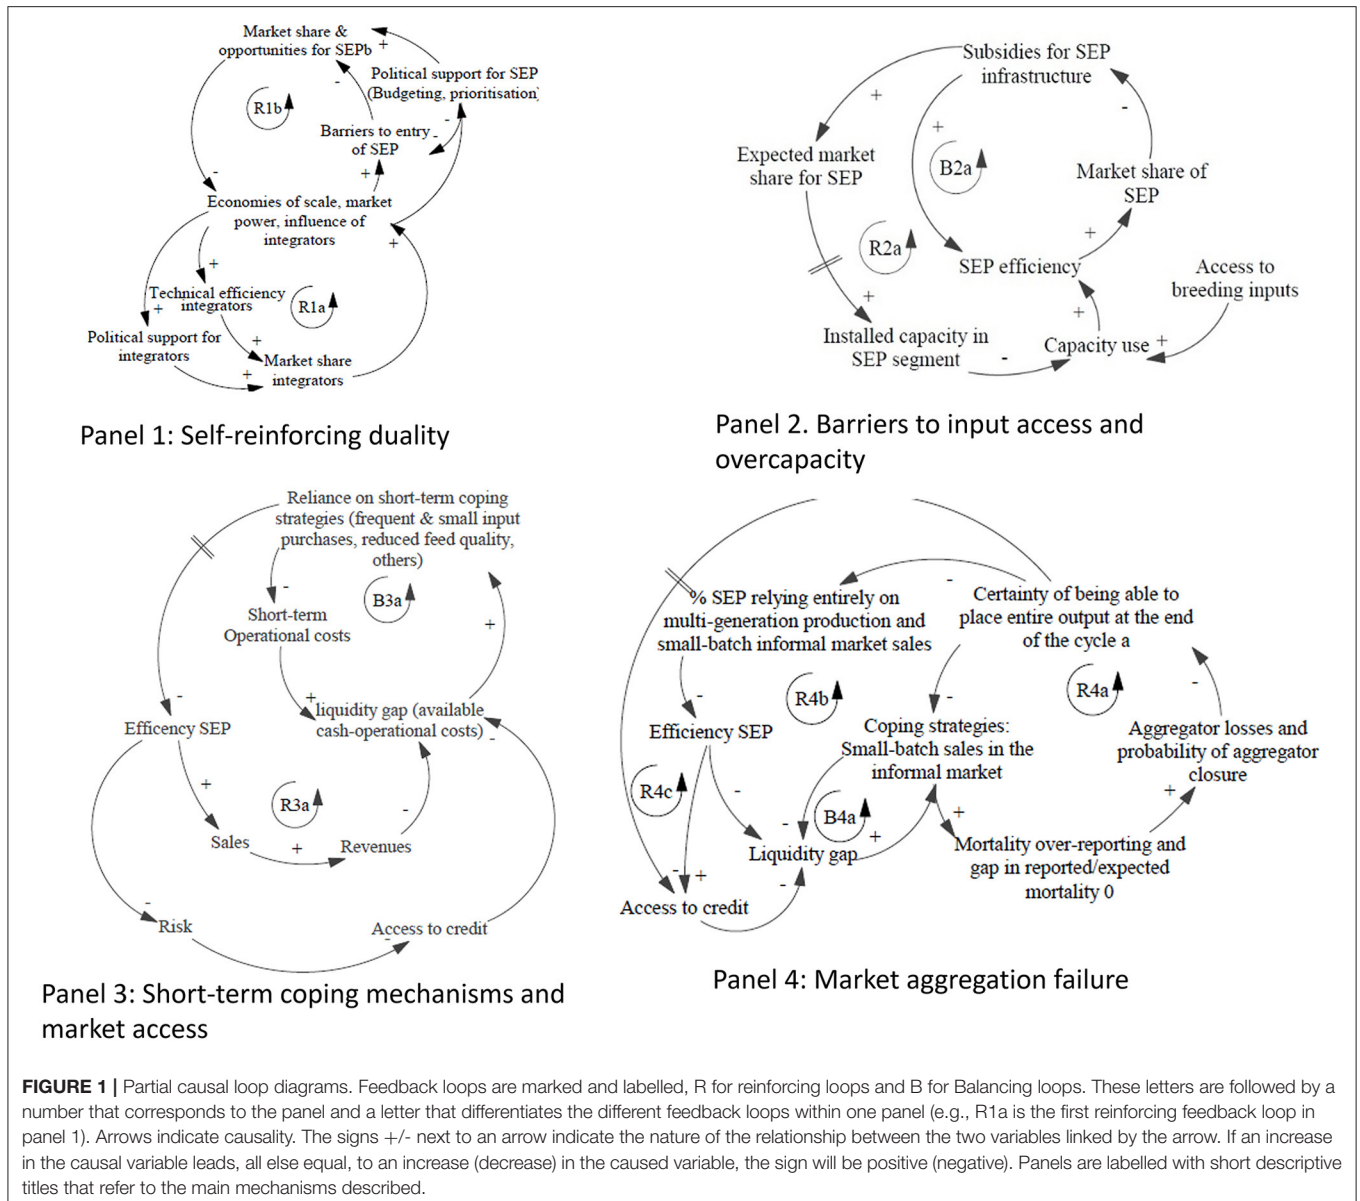 Market share &
opportunities for SEPb
+
Political support for SEP
(Budgeting, prioritisation)
-
R1b
Barriers to entry
of SEP
-
-
+
-
Economies of scale, market
power, influence of
integrators
+
+
Technical efficiency
integrators
R1a
+
Political support for
integrators
+
Market share
integrators
+
Panel 1: Self-reinforcing duality
Subsidies for SEP
infrastructure
+
-
+
Expected market
share for SEP
B2a
Market share of
SEP
+
R2a
SEP efficiency
Access to
breeding inputs
+
+
Installed capacity in
SEP segment
-
Capacity use
+
Panel 2. Barriers to input access and
overcapacity
Reliance on short-term coping
strategies (frequent & small input
purchases, reduced feed quality,
others)
-
B3a
Short-term
Operational costs
+
+
-
liquidity gap (available
cash-operational costs)
-
Efficency SEP
+
R3a
-
Sales
+
Revenues
-
Risk
Access to credit
-
Panel 3: Short-term coping mechanisms and
market access
% SEP relying entirely on
multi-generation production and
small-batch informal market sales
-
Certainty of being able to
place entire output at the end
of the cycle a
-
R4b
-
R4a
-
Efficiency SEP
Coping strategies:
Small-batch sales in the
informal market
Aggregator losses and
probability of aggregator
closure
R4c
-
-
B4a
+
+
+
Liquidity gap
Mortality over-reporting and
gap in reported/expected
mortality 0
-
+
-
Access to credit
Panel 4: Market aggregation failure
FIGURE 1 | Partial causal loop diagrams. Feedback loops are marked and labelled, R for reinforcing loops and B for Balancing loops. These letters are followed by a
number that corresponds to the panel and a letter that differentiates the different feedback loops within one panel (e.g., R1a is the first reinforcing feedback loop in
panel 1). Arrows indicate causality. The signs +/- next to an arrow indicate the nature of the relationship between the two variables linked by the arrow. If an increase
in the causal variable leads, all else equal, to an increase (decrease) in the caused variable, the sign will be positive (negative). Panels are labelled with short descriptive
titles that refer to the main mechanisms described.